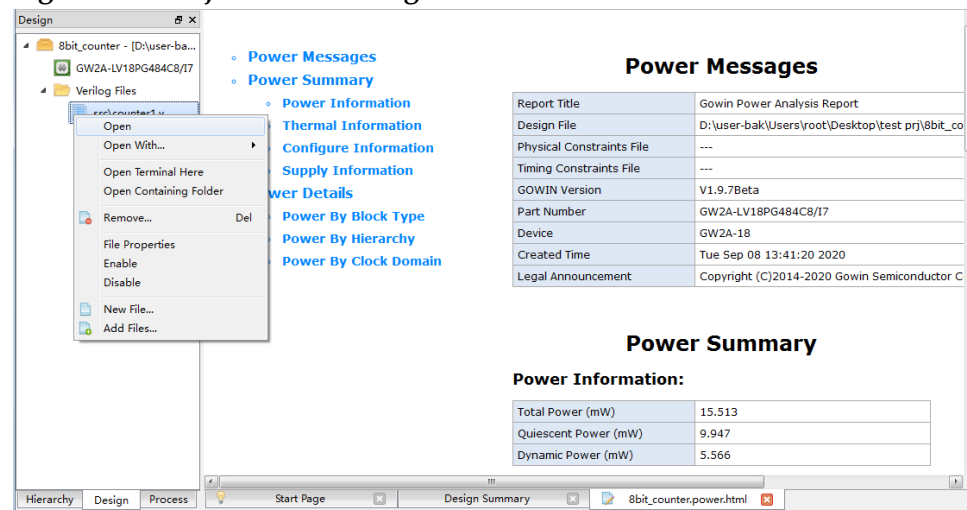 Design
8bit_counter - [D:\user-ba...
GW2A-LV18PG484C8/I7
Verilog Files
src\counter1.v
Open
Open With...
Open Terminal Here
Open Containing Folder
Remove... Del
File Properties
Enable
Disable
New File...
Add Files...
Hierarchy Design Process
Power Messages
Power Summary
Power Information
Thermal Information
Configure Information
Supply Information
wer Details
Power By Block Type
Power By Hierarchy
Power By Clock Domain
Power Messages
Report Title Gowin Power Analysis Report
Design File D:\user-bak\Users\root\Desktop\test prj\8bit_co
Physical Constraints File ---
Timing Constraints File ---
GOWIN Version V1.9.7Beta
Part Number GW2A-LV18PG484C8/I7
Device GW2A-18
Created Time Tue Sep 08 13:41:20 2020
Legal Announcement Copyright (C)2014-2020 Gowin Semiconductor C
Power Summary
Power Information:
Total Power (mW) 15.513
Quiescent Power (mW) 9.947
Dynamic Power (mW) 5.566
Start Page Design Summary 8bit_counter.power.html